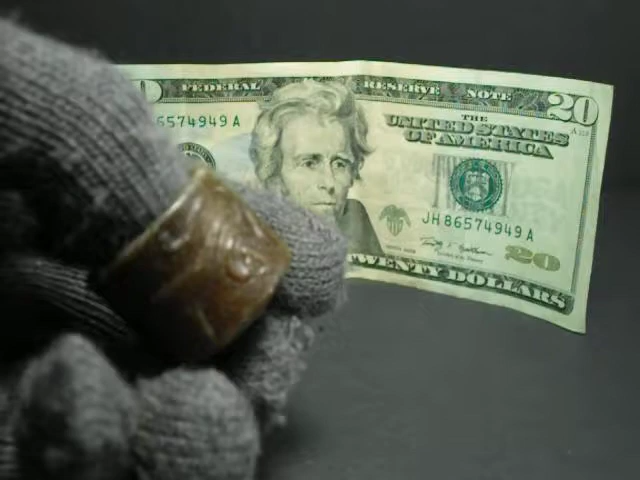 FEDERAL RESERVE NOTE
20
6574949 A
THE
UNITED STATES
OF AMERICA
JH 86574949 A
20
TWENTY DOLLARS